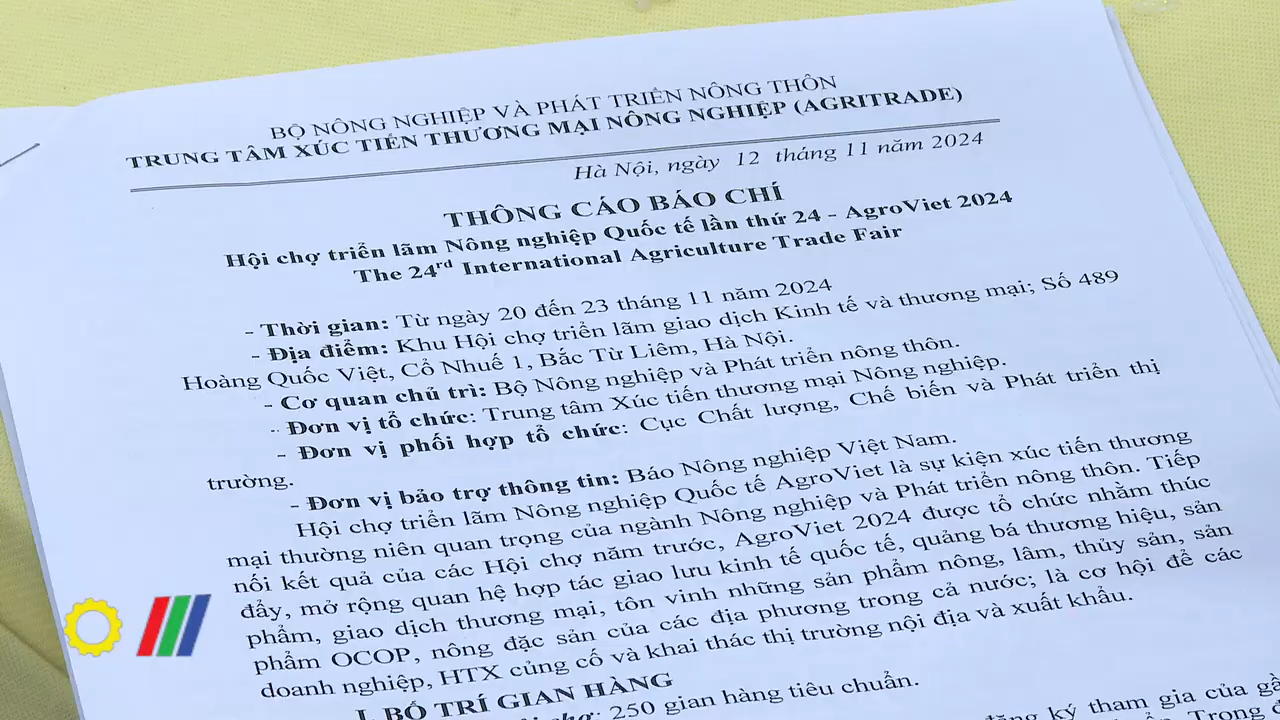 BỘ NÔNG NGHIỆP VÀ PHÁT TRIỂN NÔNG THÔN
TRUNG TÂM XÚC TIẾN THƯƠNG MẠI NÔNG NGHIỆP (AGRITRADE)
Hà Nội, ngày 12 tháng 11 năm 2024
THÔNG CÁO BÁO CHÍ
Hội chợ triển lãm Nông nghiệp Quốc tế lần thứ 24 - AgroViet 2024
The 24rd International Agriculture Trade Fair
- Thời gian: Từ ngày 20 đến 23 tháng 11 năm 2024
- Địa điểm: Khu Hội chợ triển lãm giao dịch Kinh tế và thương mại; Số 489
Hoàng Quốc Việt, Cổ Nhuế 1, Bắc Từ Liêm, Hà Nội.
- Cơ quan chủ trì: Bộ Nông nghiệp và Phát triển nông thôn.
- Đơn vị tổ chức: Trung tâm Xúc tiến thương mại Nông nghiệp.
- Đơn vị phối hợp tổ chức: Cục Chất lượng, Chế biến và Phát triển thị
trường.
- Đơn vị bảo trợ thông tin: Báo Nông nghiệp Việt Nam.
Hội chợ triển lãm Nông nghiệp Quốc tế AgroViet là sự kiện xúc tiến thương
mại thường niên quan trọng của ngành Nông nghiệp và Phát triển nông thôn. Tiếp
nối kết quả của các Hội chợ năm trước, AgroViet 2024 được tổ chức nhằm thúc
đẩy, mở rộng quan hệ hợp tác giao lưu kinh tế quốc tế, quảng bá thương hiệu, sản
phẩm, giao dịch thương mại, tôn vinh những sản phẩm nông, lâm, thủy sản, sản
phẩm OCOP, nông đặc sản của các địa phương trong cả nước; là cơ hội để các
doanh nghiệp, HTX củng cố và khai thác thị trường nội địa và xuất khẩu.
I. BỐ TRÍ GIAN HÀNG
250 gian hàng tiêu chuẩn.
đăng ký tham gia của
Trong